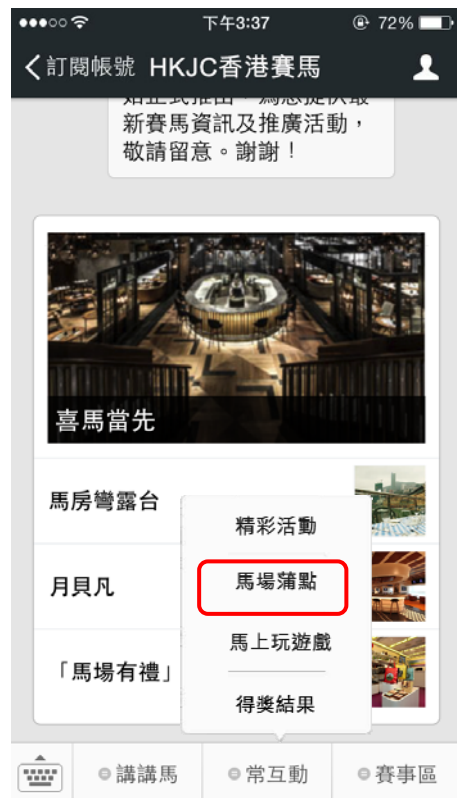 下午3:37
72%
訂閱帳號 HKJC香港賽馬
新賽馬資訊及推廣活動，
敬請留意。謝謝！
喜馬當先
馬房彎露台
月貝凡
「馬場有禮」
精彩活動
馬場蒲點
馬上玩遊戲
得獎結果
講講馬
常互動
賽事區